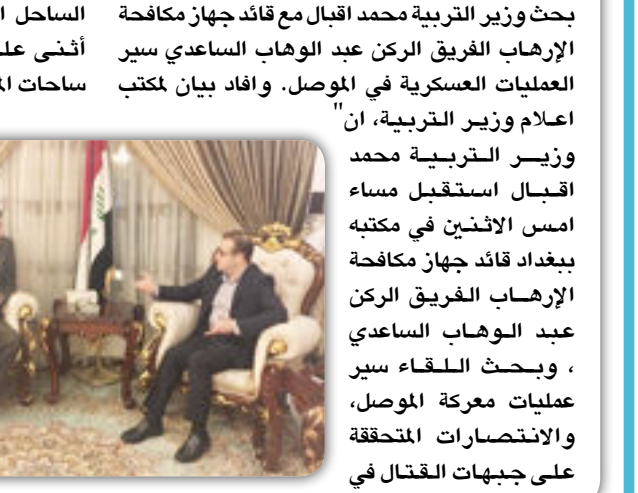 بحث وزير التربية محمد اقبال مع قائد جهاز مكافحة
الإرهاب الفريق الركن عبد الوهاب الساعدي سير
العمليات العسكرية في الموصل. وافاد بيان لمكتب
اعلام وزير التربية، ان"
وزير التربية محمد
اقبال استقبل مساء
امس الاثنين في مكتبه
ببغداد قائد جهاز مكافحة
الإرهاب الفريق الركن
عبد الوهاب الساعدي
، وبحث اللقاء سير
عمليات معركة الموصل،
والانتصارات المتحققة
على جبهات القتال في
الساحل
أثنى
ساحات